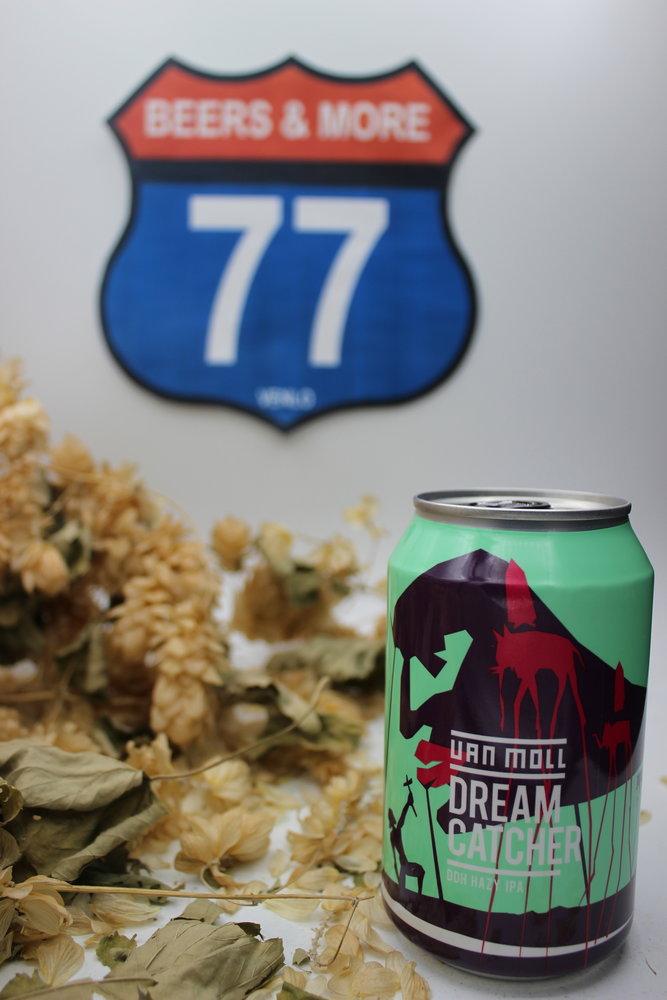 BEERS & MORE
77
VENLO
VAN MOLL
DREAM
CATCHER
DDH HAZY IPA